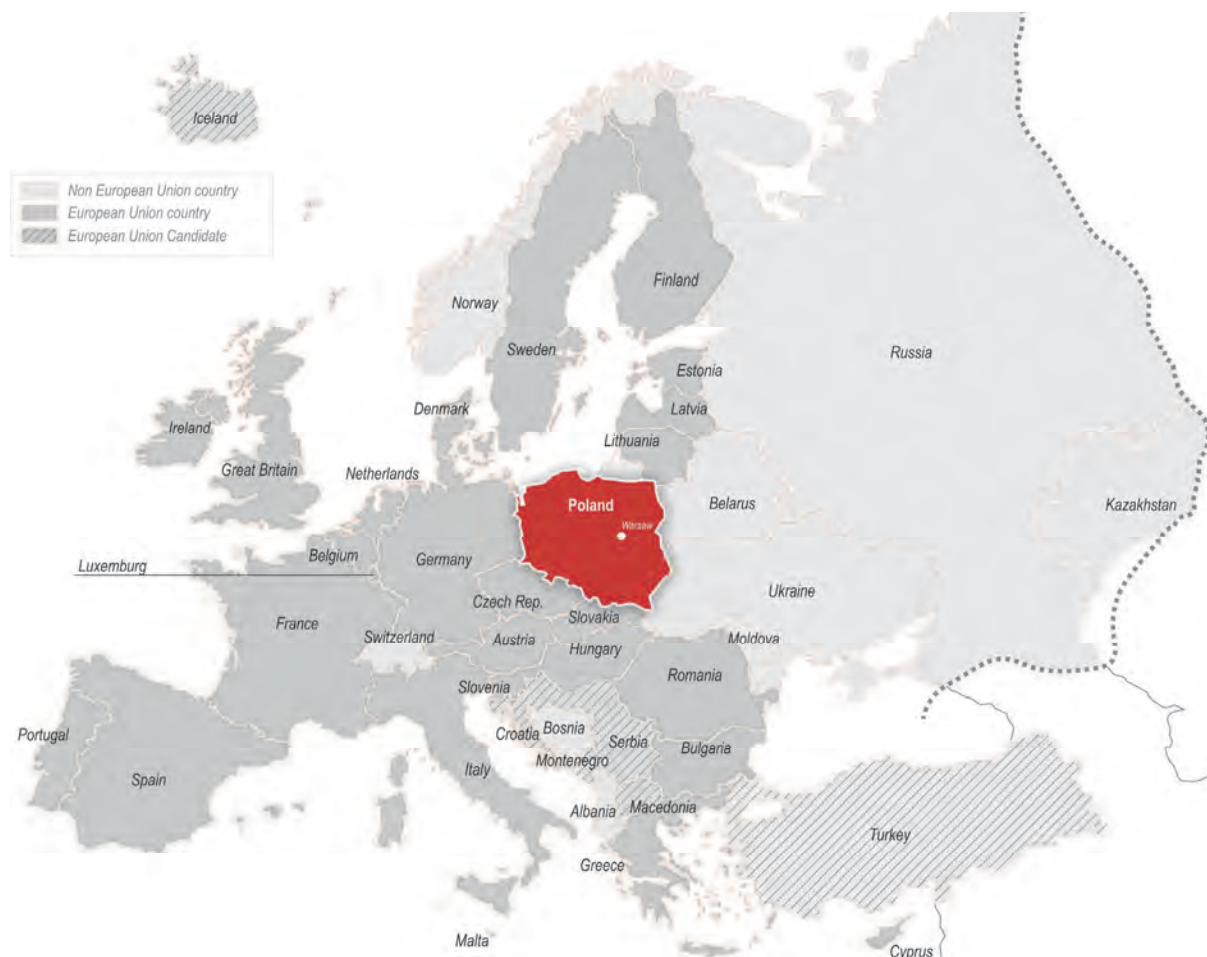 Iceland
Non European Union country
European Union country
European Union Candidate
Norway
Finland
Sweden
Russia
Estonia
Denmark
Latvia
Ireland
Lithuania
Great Britain
Netherlands
Poland
Belarus
Kazakhstan
Warsaw
Belgium
Germany
Luxemburg
Ukraine
Czech Rep.
Slovakia
France
Switzerland
Austria
Moldova
Hungary
Romania
Slovenia
Portugal
Croatia
Bosnia
Serbia
Bulgaria
Montenegro
Spain
Italy
Albania
Macedonia
Turkey
Greece
Malta
Cyprus